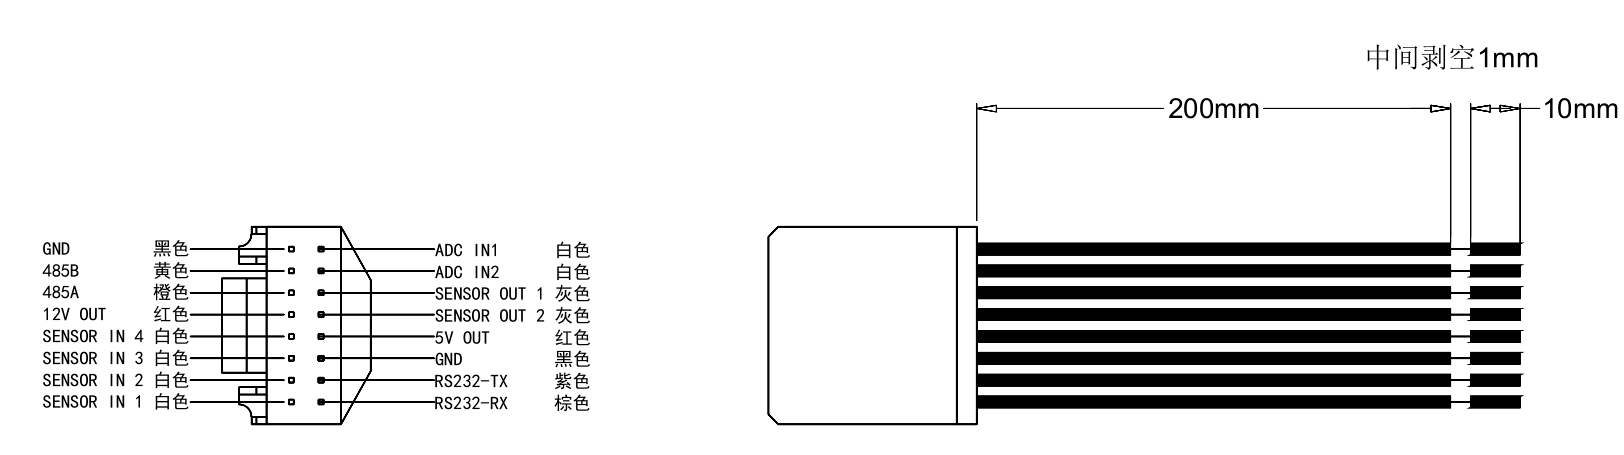 中间剥空1mm
200mm 10mm
GND 黑色 ADC IN1 白色
485B 黄色 ADC IN2 白色
485A 橙色 SENSOR OUT 1 灰色
12V OUT 红色 SENSOR OUT 2 灰色
SENSOR IN 4 白色 5V OUT 红色
SENSOR IN 3 白色 GND 黑色
SENSOR IN 2 白色 RS232-TX 紫色
SENSOR IN 1 白色 RS232-RX 棕色